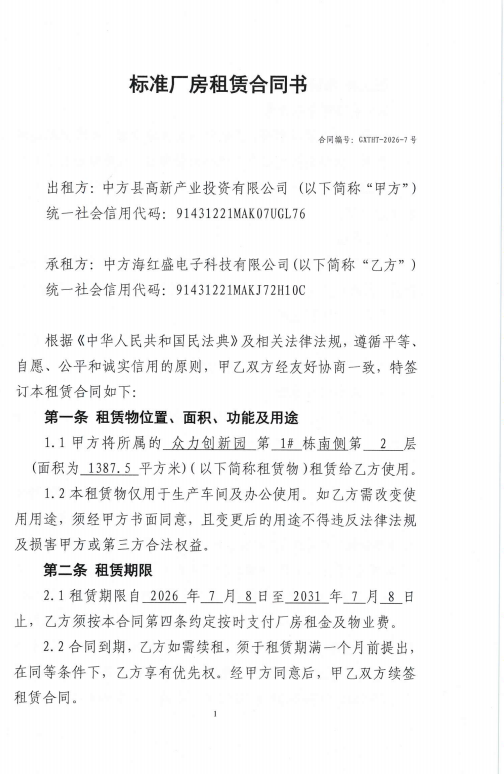 标准厂房租赁合同书
合同编号：GXTHT-2026-7号
出租方：中方县高新产业投资有限公司（以下简称“甲方”）
统一社会信用代码：91431221MAK07UGL76
承租方：中方海红盛电子科技有限公司(以下简称“乙方”)
统一社会信用代码：91431221MAKJ72H10C
根据《中华人民共和国民法典》及相关法律法规，遵循平等、
自愿、公平和诚实信用的原则，甲乙双方经友好协商一致，特签
订本租赁合同如下：
第一条 租赁物位置、面积、功能及用途
1.1 甲方将所属的 众力创新园 第 1# 栋南侧第 2 层
(面积为 1387.5 平方米)(以下简称租赁物)租赁给乙方使用。
1.2 本租赁物仅用于生产车间及办公使用。如乙方需改变使
用用途，须经甲方书面同意，且变更后的用途不得违反法律法规
及损害甲方或第三方合法权益。
第二条 租赁期限
2.1 租赁期限自 2026 年 7 月 8 日至 2031 年 7 月 8 日
止，乙方须按本合同第四条约定按时支付厂房租金及物业费。
2.2 合同到期，乙方如需续租，须于租赁期满一个月前提出，
在同等条件下，乙方享有优先权。经甲方同意后，甲乙双方续签
租赁合同。
1